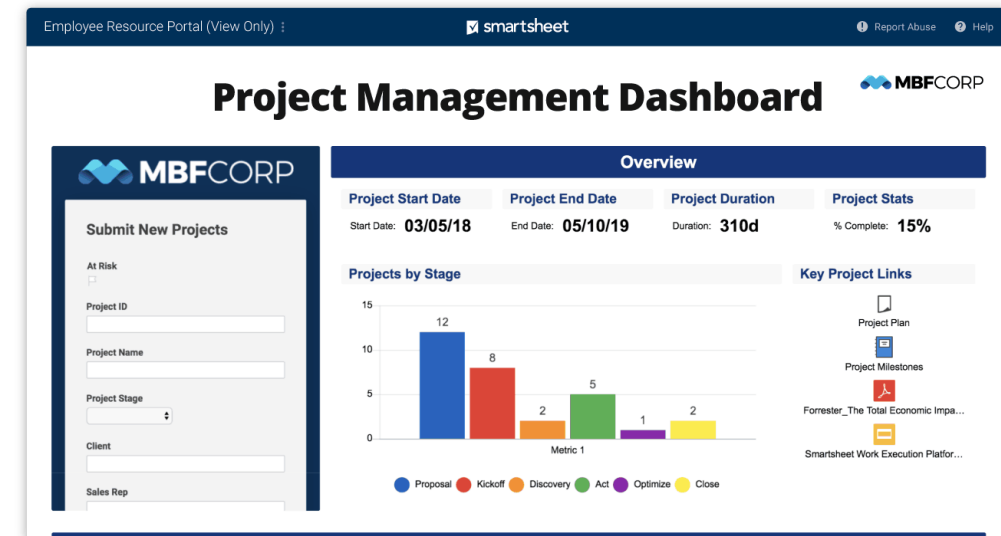 Employee Resource Portal (View Only)
smartsheet
Report Abuse
Help
Project Management Dashboard
MBFCORP
MBFCORP
Submit New Projects
At Risk
Project ID
Project Name
Project Stage
Client
Sales Rep
Overview
Project Start Date
Project End Date
Project Duration
Project Stats
Start Date: 03/05/18
End Date: 05/10/19
Duration: 310d
% Complete: 15%
Projects by Stage
15
10
5
0
12
8
2
5
1
2
Metric 1
Proposal Kickoff Discovery Act Optimize Close
Key Project Links
Project Plan
Project Milestones
Forrester_The Total Economic Impa...
Smartsheet Work Execution Platfor...